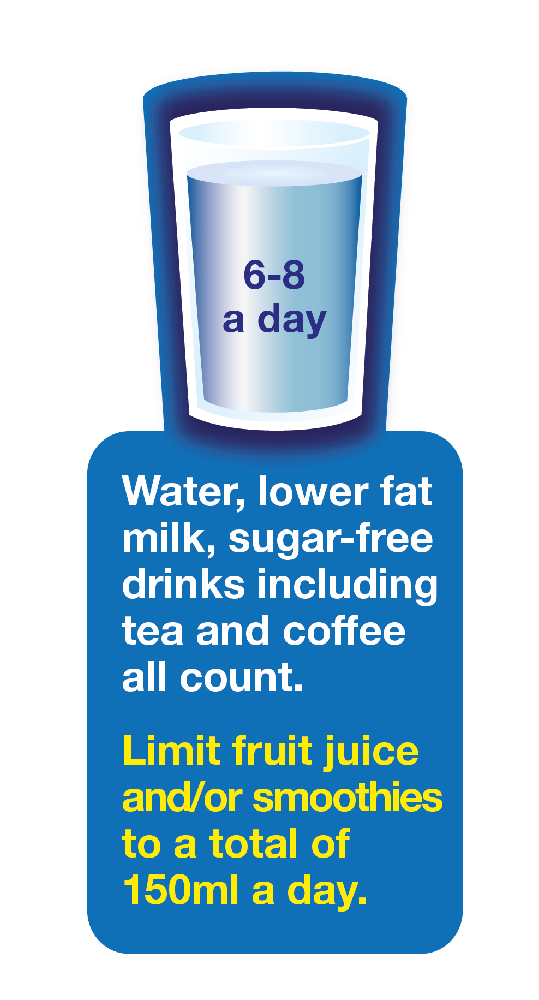 6-8
a day
Water, lower fat
milk, sugar-free
drinks including
tea and coffee
all count.
Limit fruit juice
and/or smoothies
to a total of
150ml a day.